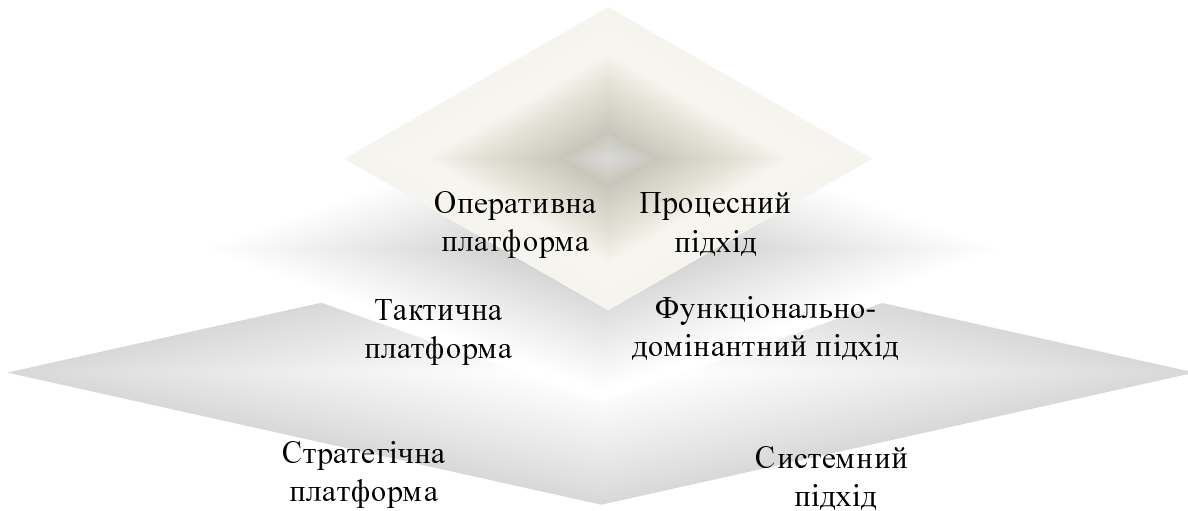 Оперативна
платформа
Процесний
підхід
Тактична
платформа
Функціонально-
домінантний підхід
Стратегічна
платформа
Системний
підхід